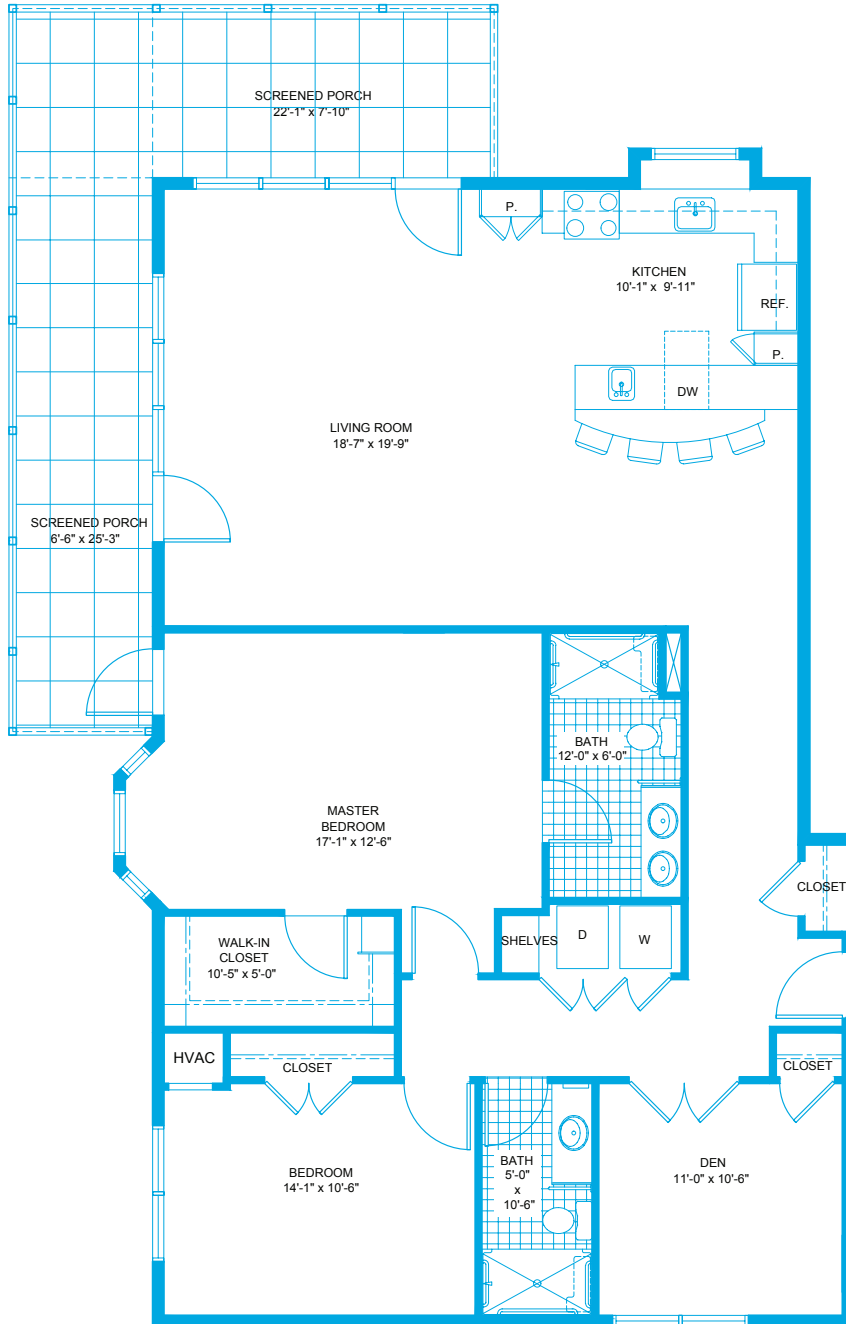 SCREENED PORCH
22'-1" x 7'-10"
P.
KITCHEN
10'-1" x 9'-11"
REF.
P.
DW
LIVING ROOM
18'-7" x 19'-9"
SCREENED PORCH
6'-6" x 25'-3"
BATH
12'-0" x 6'-0"
MASTER
BEDROOM
17'-1" x 12'-6"
CLOSET
SHELVES
D
W
WALK-IN
CLOSET
10'-5" x 5'-0"
HVAC
CLOSET
CLOSET
BEDROOM
14'-1" x 10'-6"
BATH
5'-0"
x
10'-6"
DEN
11'-0" x 10'-6"